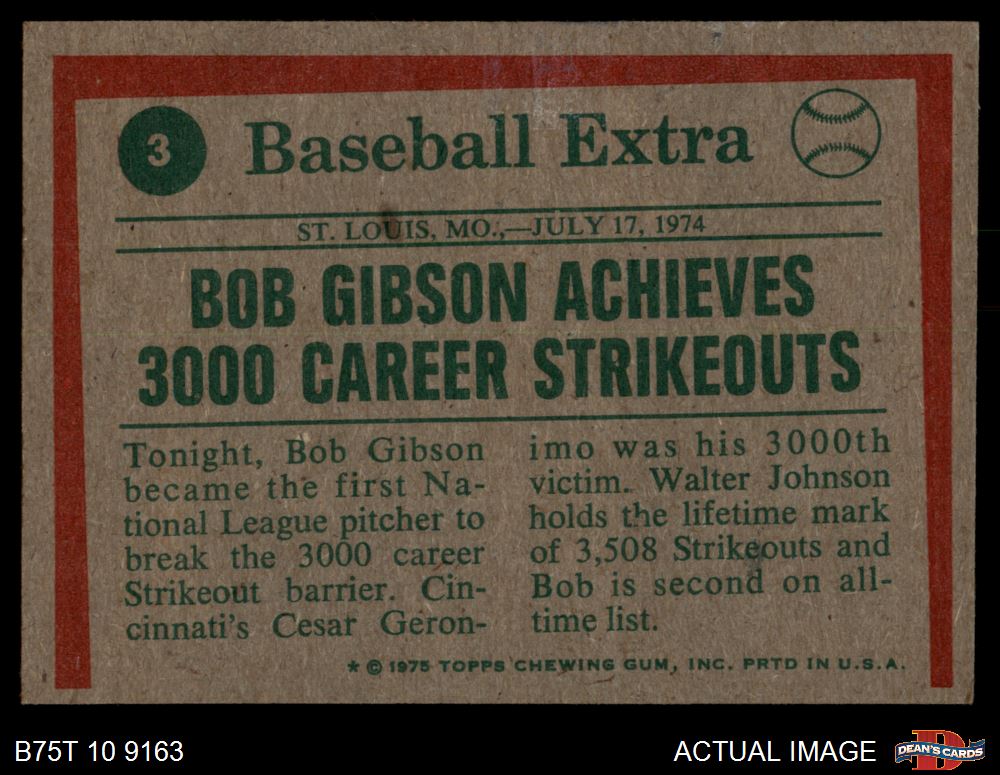 3
Baseball Extra
ST. LOUIS, MO.,—JULY 17, 1974
BOB GIBSON ACHIEVES
3000 CAREER STRIKEOUTS
Tonight, Bob Gibson
became the first Na-
tional League pitcher to
break the 3000 career
Strikeout barrier. Cin-
cinnati's Cesar Geron-
imo was his 3000th
victim. Walter Johnson
holds the lifetime mark
of 3,508 Strikeouts and
Bob is second on all-
time list.
* © 1975 TOPPS CHEWING GUM, INC. PRTD IN U.S.A.
B75T 10 9163
ACTUAL IMAGE
D
DEAN'S CARDS